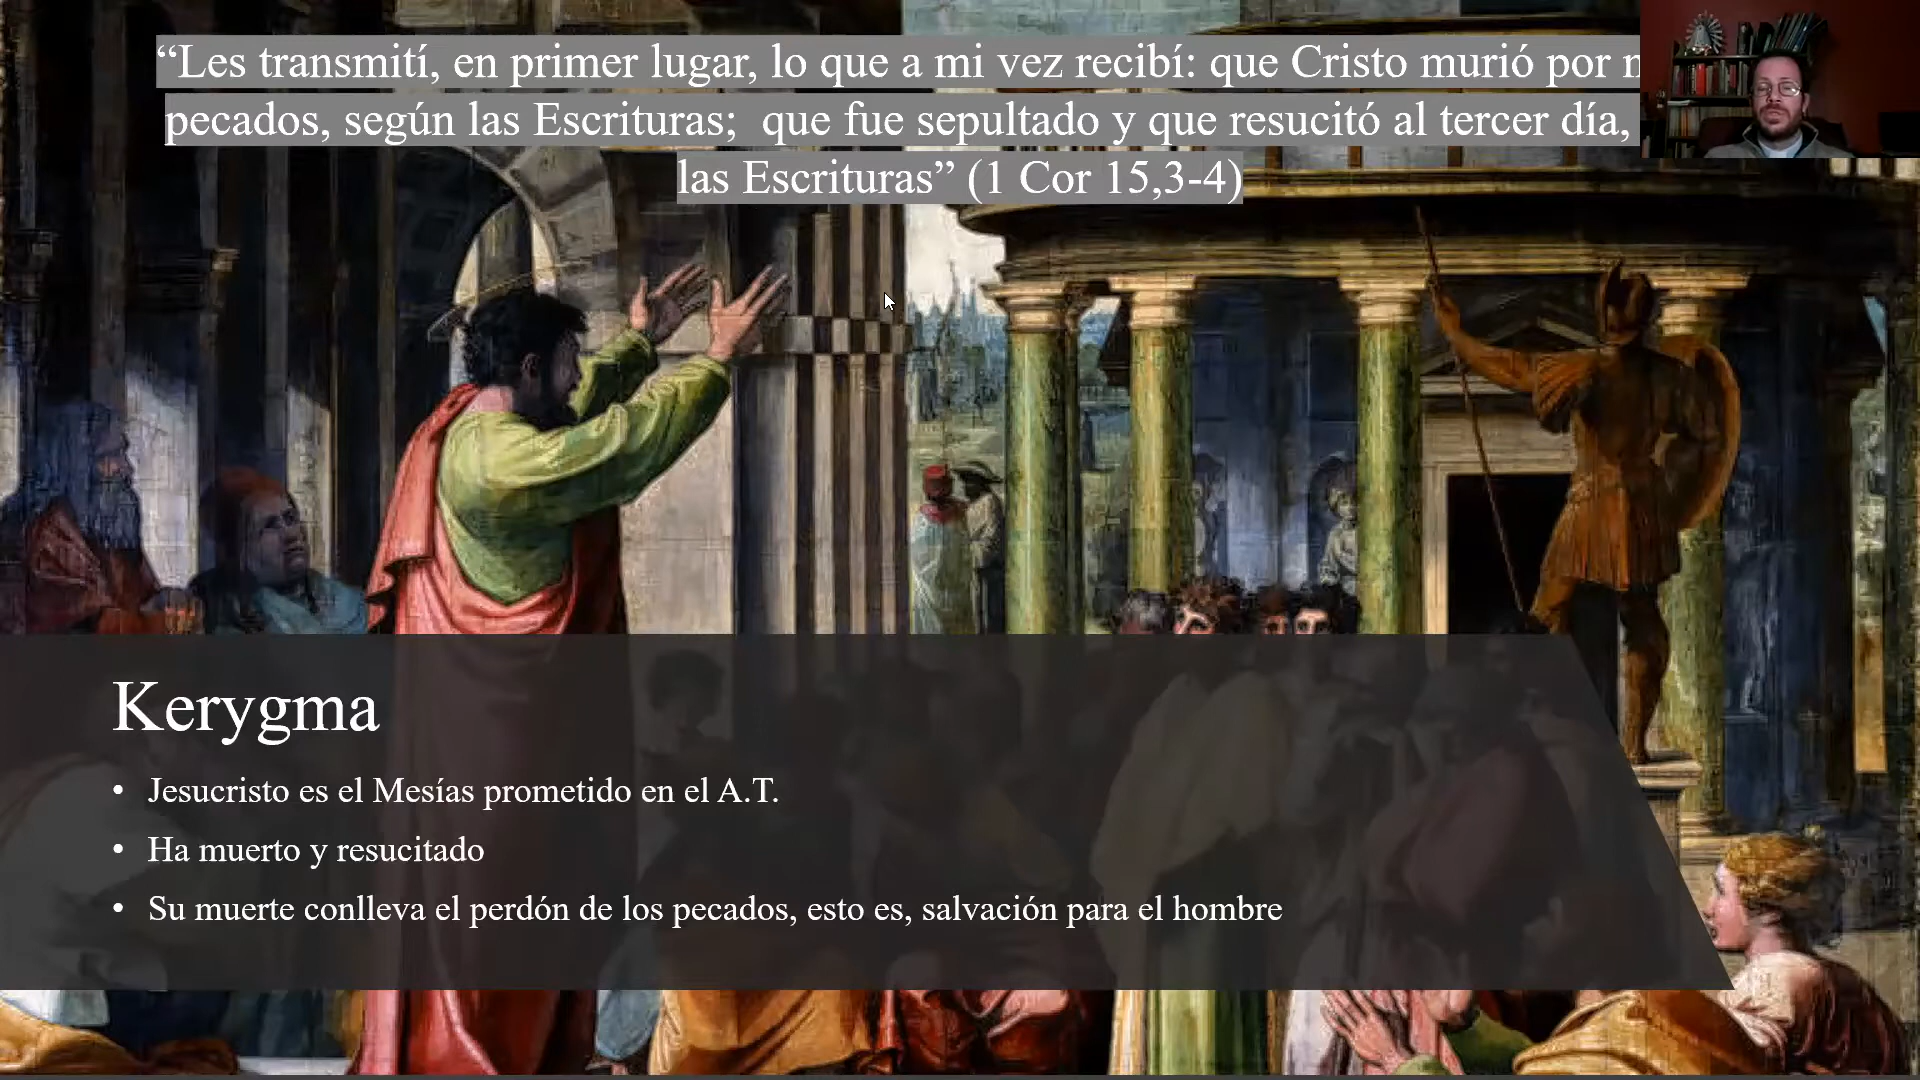 “Les transmití, en primer lugar, lo que a mi vez recibí: que Cristo murió por
pecados, según las Escrituras;  que fue sepultado y que resucitó al tercer día,
las Escrituras” (1 Cor 15,3-4)
Kerygma
• Jesucristo es el Mesías prometido en el A.T.
• Ha muerto y resucitado
• Su muerte conlleva el perdón de los pecados, esto es, salvación para el hombre